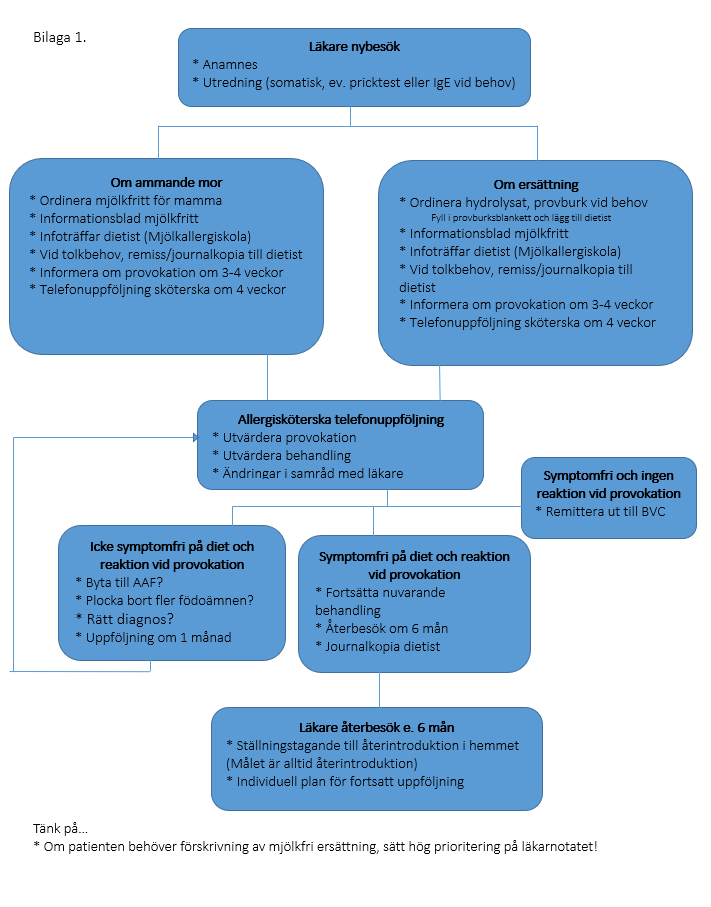 Bilaga 1.
Läkare nybesök
* Anamnes
* Utredning (somatisk, ev. pricktest eller IgE vid behov)
Om ammande mor
* Ordinera mjölkfritt för mamma
* Informationsblad mjölkfritt
* Infoträffar dietist (Mjölkallergiskola)
* Vid tolkbehov, remiss/journalkopia till dietist
* Informera om provokation om 3-4 veckor
* Telefonuppföljning sköterska om 4 veckor
Om ersättning
* Ordinera hydrolysat, provburk vid behov
Fyll i provburksblankett och lägg till dietist
* Informationsblad mjölkfritt
* Infoträffar dietist (Mjölkallergiskola)
* Vid tolkbehov, remiss/journalkopia till
dietist
* Informera om provokation om 3-4 veckor
* Telefonuppföljning sköterska om 4 veckor
Allergisköterska telefonuppföljning
* Utvärdera provokation
* Utvärdera behandling
* Ändringar i samråd med läkare
Symptomfri och ingen
reaktion vid provokation
* Remittera ut till BVC
Icke symptomfri på diet och
reaktion vid provokation
* Byta till AAF?
* Plocka bort fler födoämnen?
* Rätt diagnos?
* Uppföljning om 1 månad
Symptomfri på diet och reaktion
vid provokation
* Fortsätta nuvarande
behandling
* Återbesök om 6 mån
* Journalkopia dietist
Läkare återbesök e. 6 mån
* Ställningstagande till återintroduktion i hemmet
(Målet är alltid återintroduktion)
* Individuell plan för fortsatt uppföljning
Tänk på...
* Om patienten behöver förskrivning av mjölkfri ersättning, sätt hög prioritering på läkarnotatet!